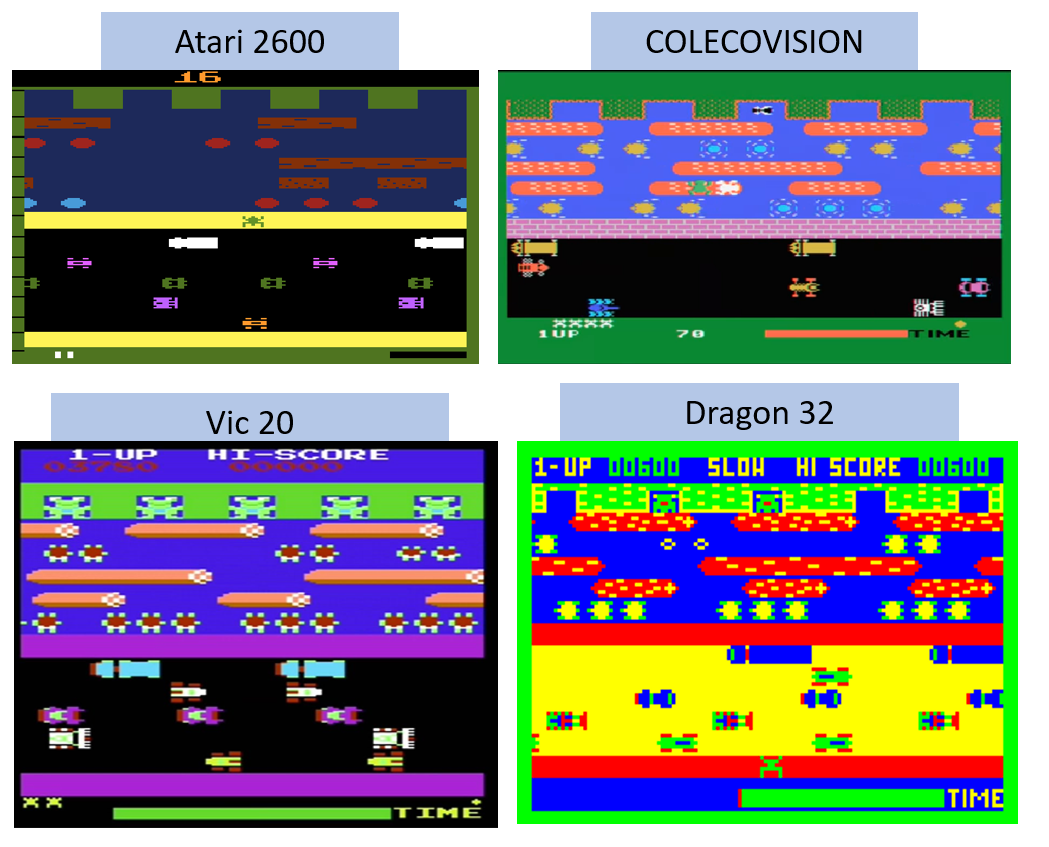 Atari 2600
COLECOVISION
16
1UP 70 TIME
Vic 20
Dragon 32
1-UP HI-SCORE
03780 00000
TIME
1-UP 00600 SLOW HI SCORE 00600
TIME